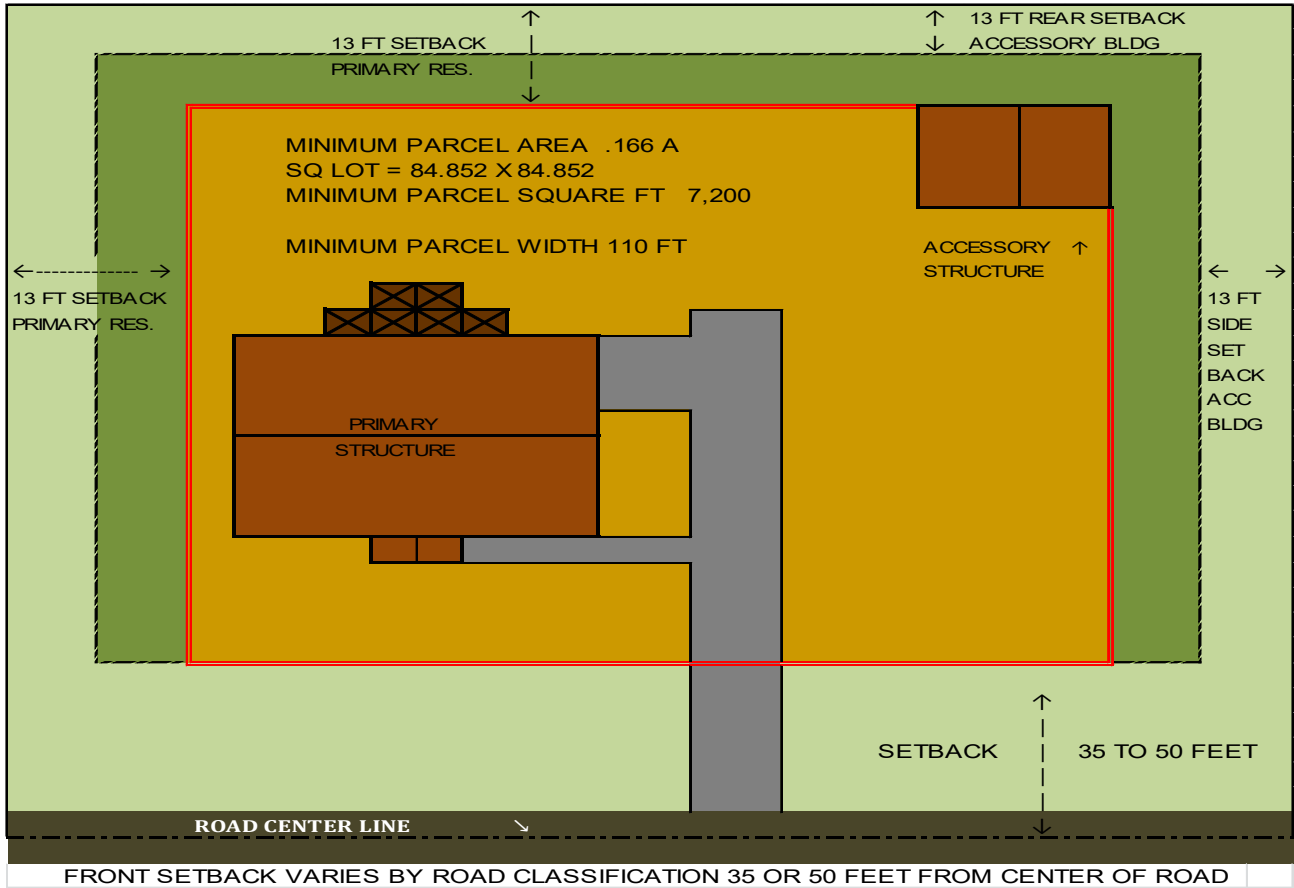 13 FT SETBACK
PRIMARY RES.
13 FT REAR SETBACK
ACCESSORY BLDG
MINIMUM PARCEL AREA .166 A
SQ LOT = 84.852 X 84.852
MINIMUM PARCEL SQUARE FT 7,200
MINIMUM PARCEL WIDTH 110 FT
ACCESSORY ↑
STRUCTURE
13 FT SETBACK
PRIMARY RES.
13 FT
SIDE
SET
BACK
ACC
BLDG
PRIMARY
STRUCTURE
SETBACK 35 TO 50 FEET
ROAD CENTER LINE
FRONT SETBACK VARIES BY ROAD CLASSIFICATION 35 OR 50 FEET FROM CENTER OF ROAD